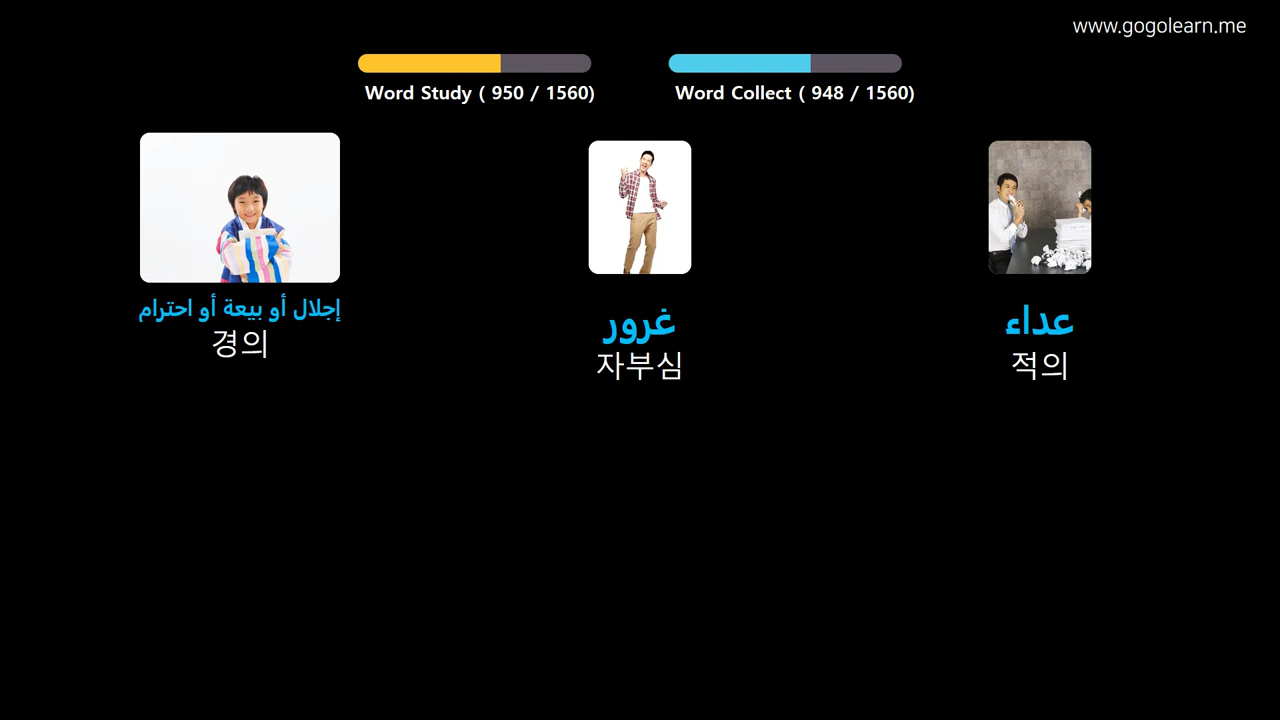 www.gogolearn.me
Word Study ( 950 / 1560)
Word Collect ( 948 / 1560)
إجلال أو بيعة أو احترام
경의
غرور
자부심
عداء
적의